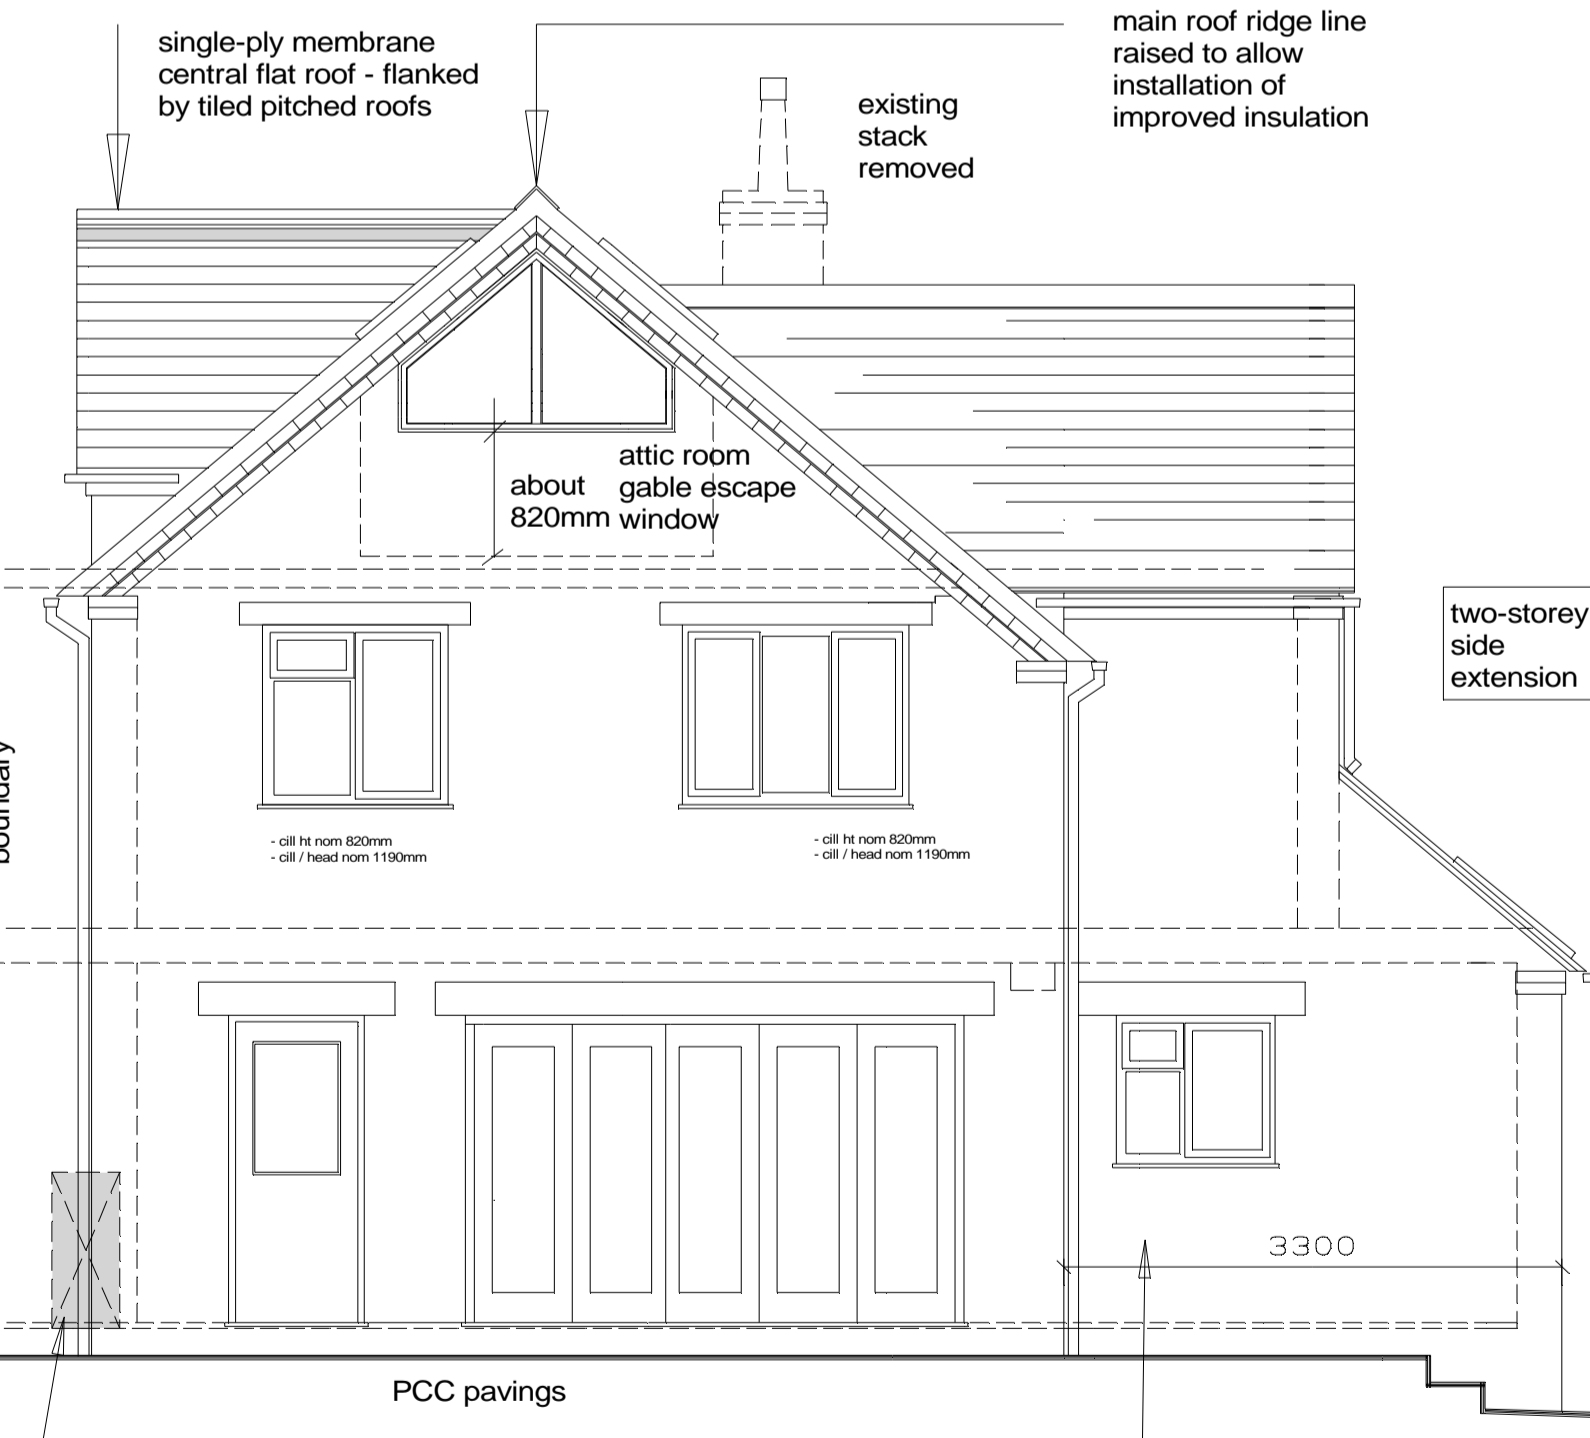 single-ply membrane
central flat roof - flanked
by tiled pitched roofs
main roof ridge line
raised to allow
installation of
improved insulation
existing
stack
removed
about
820mm
attic room
gable escape
window
two-storey
side
extension
boundary
- cill ht nom 820mm
- cill / head nom 1190mm
- cill ht nom 820mm
- cill / head nom 1190mm
3300
PCC pavings